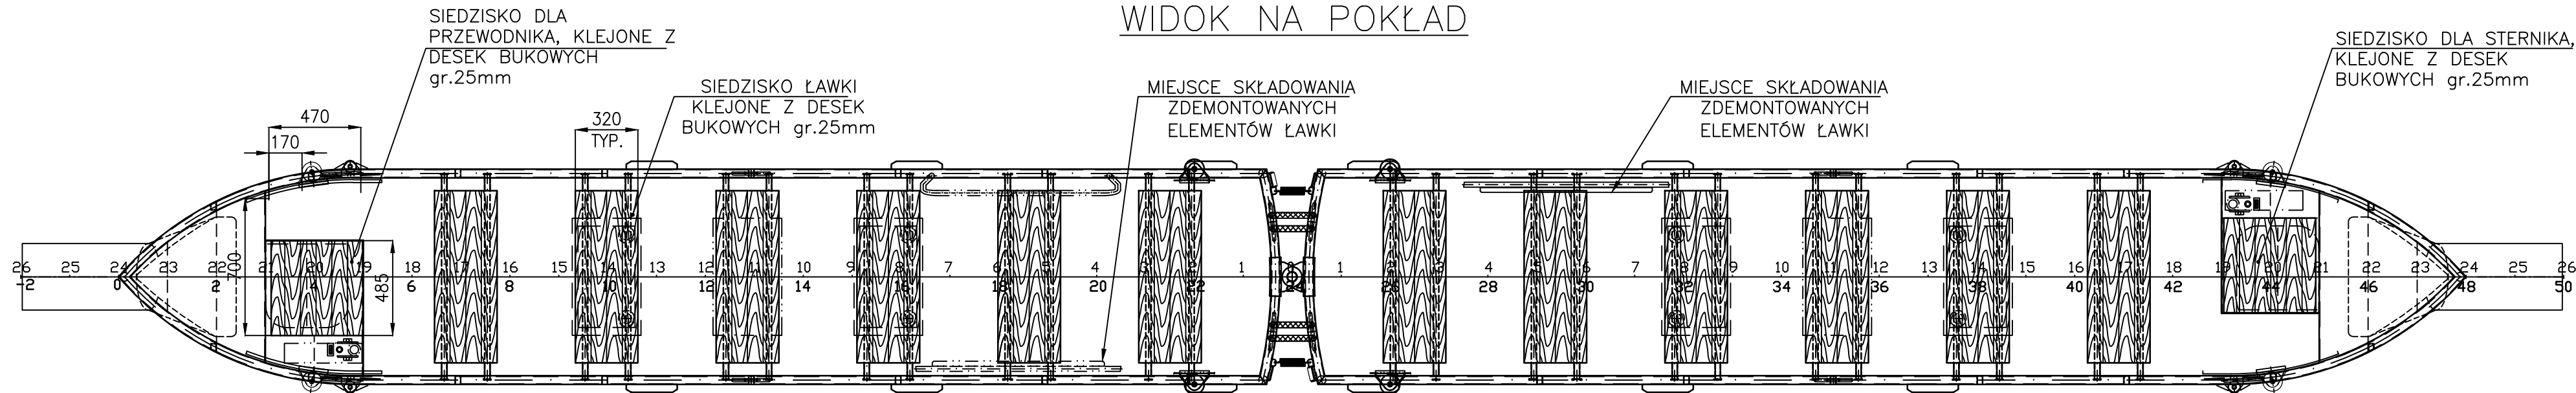 WIDOK NA POKŁAD
SIEDZISKO DLA
PRZEWODNIKA, KLEJONE Z
DESEK BUKOWYCH
gr.25mm
SIEDZISKO ŁAWKI
KLEJONE Z DESEK
BUKOWYCH gr.25mm
MIEJSCE SKŁADOWANIA
ZDEMONTOWANYCH
ELEMENTÓW ŁAWKI
MIEJSCE SKŁADOWANIA
ZDEMONTOWANYCH
ELEMENTÓW ŁAWKI
SIEDZISKO DLA STERNIKA,
KLEJONE Z DESEK
BUKOWYCH gr.25mm
470
170
320
TYP.
700
485
26 25 24 23 22 21 20 19 18 17 16 15 14 13 12 11 10 9 8 7 6 5 4 3 2 1 1 2 3 4 5 6 7 8 9 10 11 12 13 14 15 16 17 18 19 20 21 22 23 24 25 26
-2 0 2 4 6 8 10 12 14 16 18 20 22 24 26 28 30 32 34 36 38 40 42 44 46 48 50